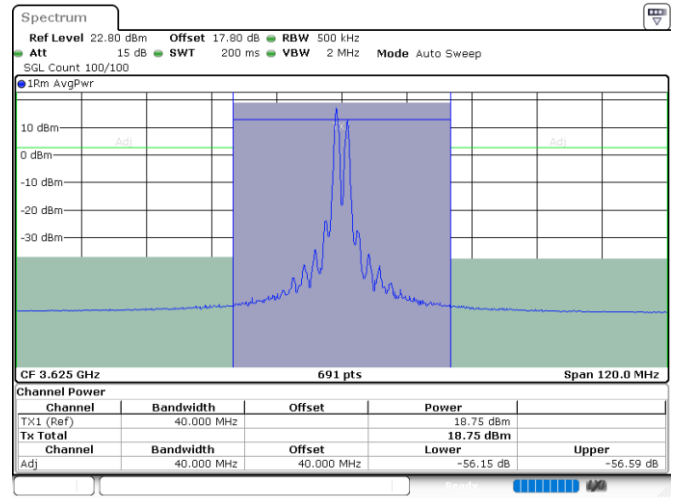 Spectrum
Ref Level 22.80 dBm Offset 17.80 dB RBW 500 kHz
Att 15 dB SWT 200 ms VBW 2 MHz Mode Auto Sweep
SGL Count 100/100
1Rm AvgPwr
10 dBm
Adj Adj
0 dBm
-10 dBm
-20 dBm
-30 dBm
CF 3.625 GHz 691 pts Span 120.0 MHz
Channel Power
Channel Bandwidth Offset Power
TX1 (Ref) 40.000 MHz 18.75 dBm
Tx Total 18.75 dBm
Channel Bandwidth Offset Lower Upper
Adj 40.000 MHz 40.000 MHz -56.15 dB -56.59 dB
Ready